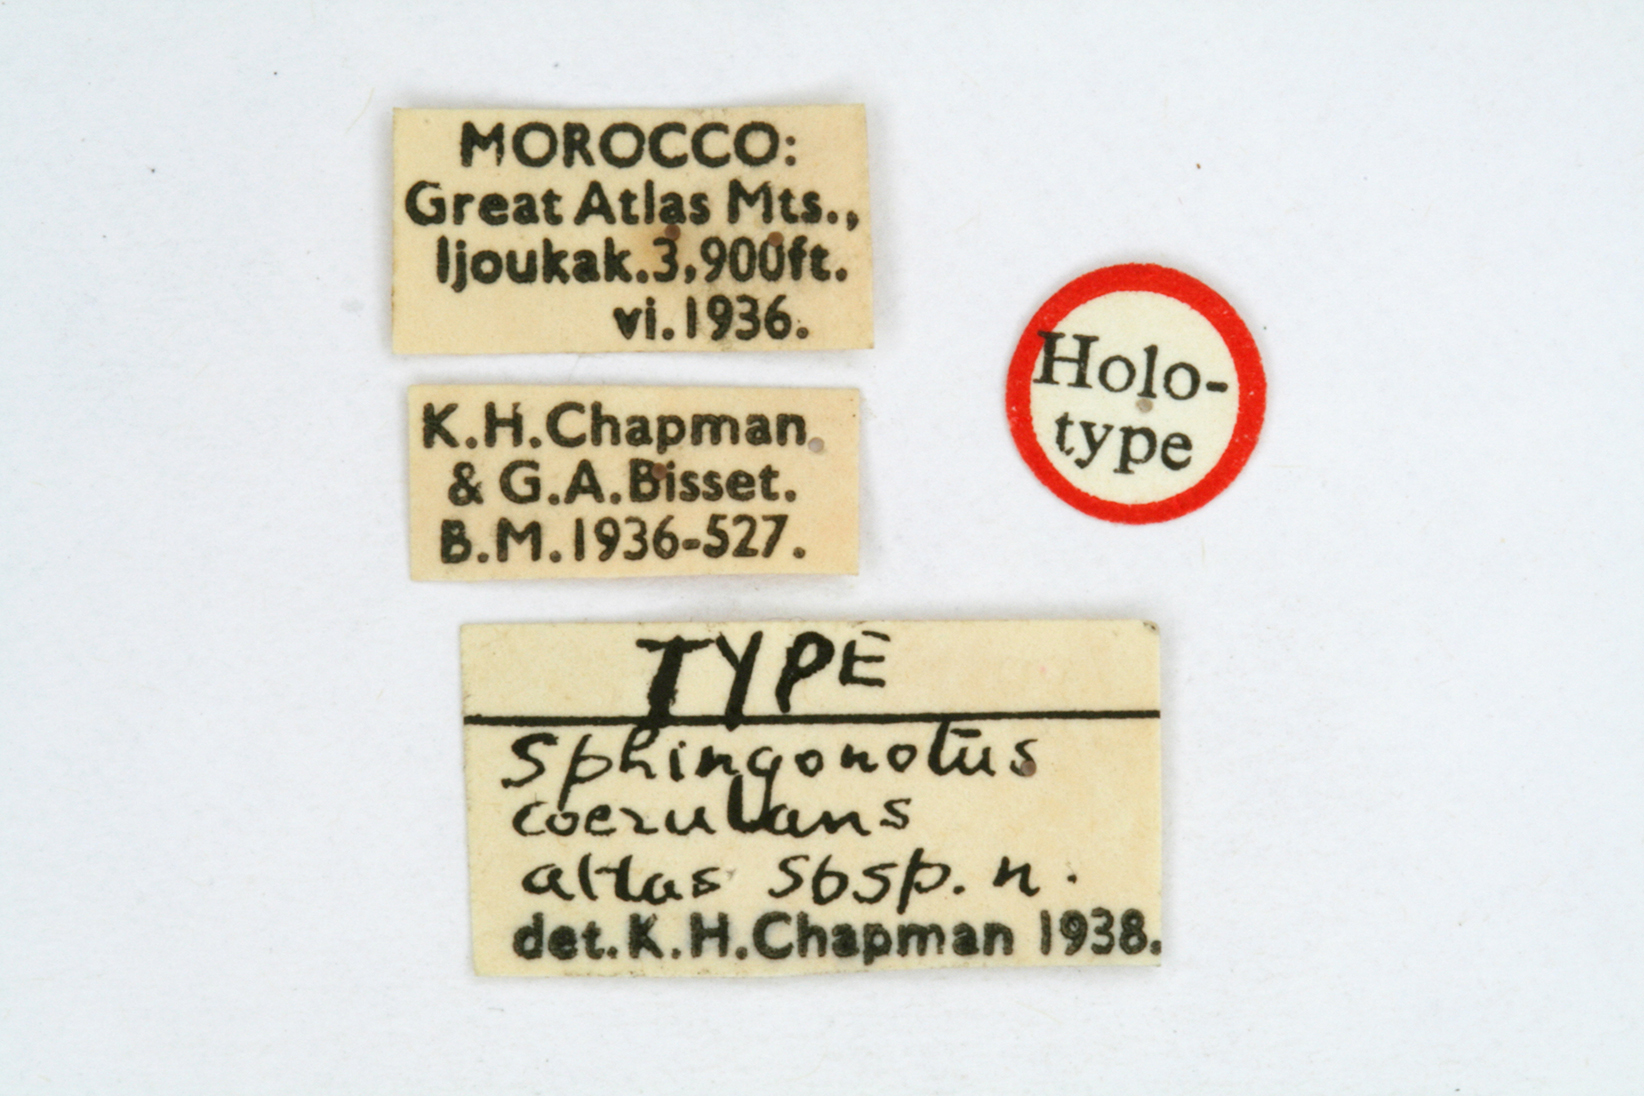 MOROCCO:
Great Atlas Mts.,
Ijoukak.3,900ft.
vi.1936.
K.H.Chapman
& G.A.Bisset.
B.M.1936-527.
Holo-
type
TYPE
Sphingonotus
coerulans
atlas sbsp. n.
det.K.H.Chapman 1938.